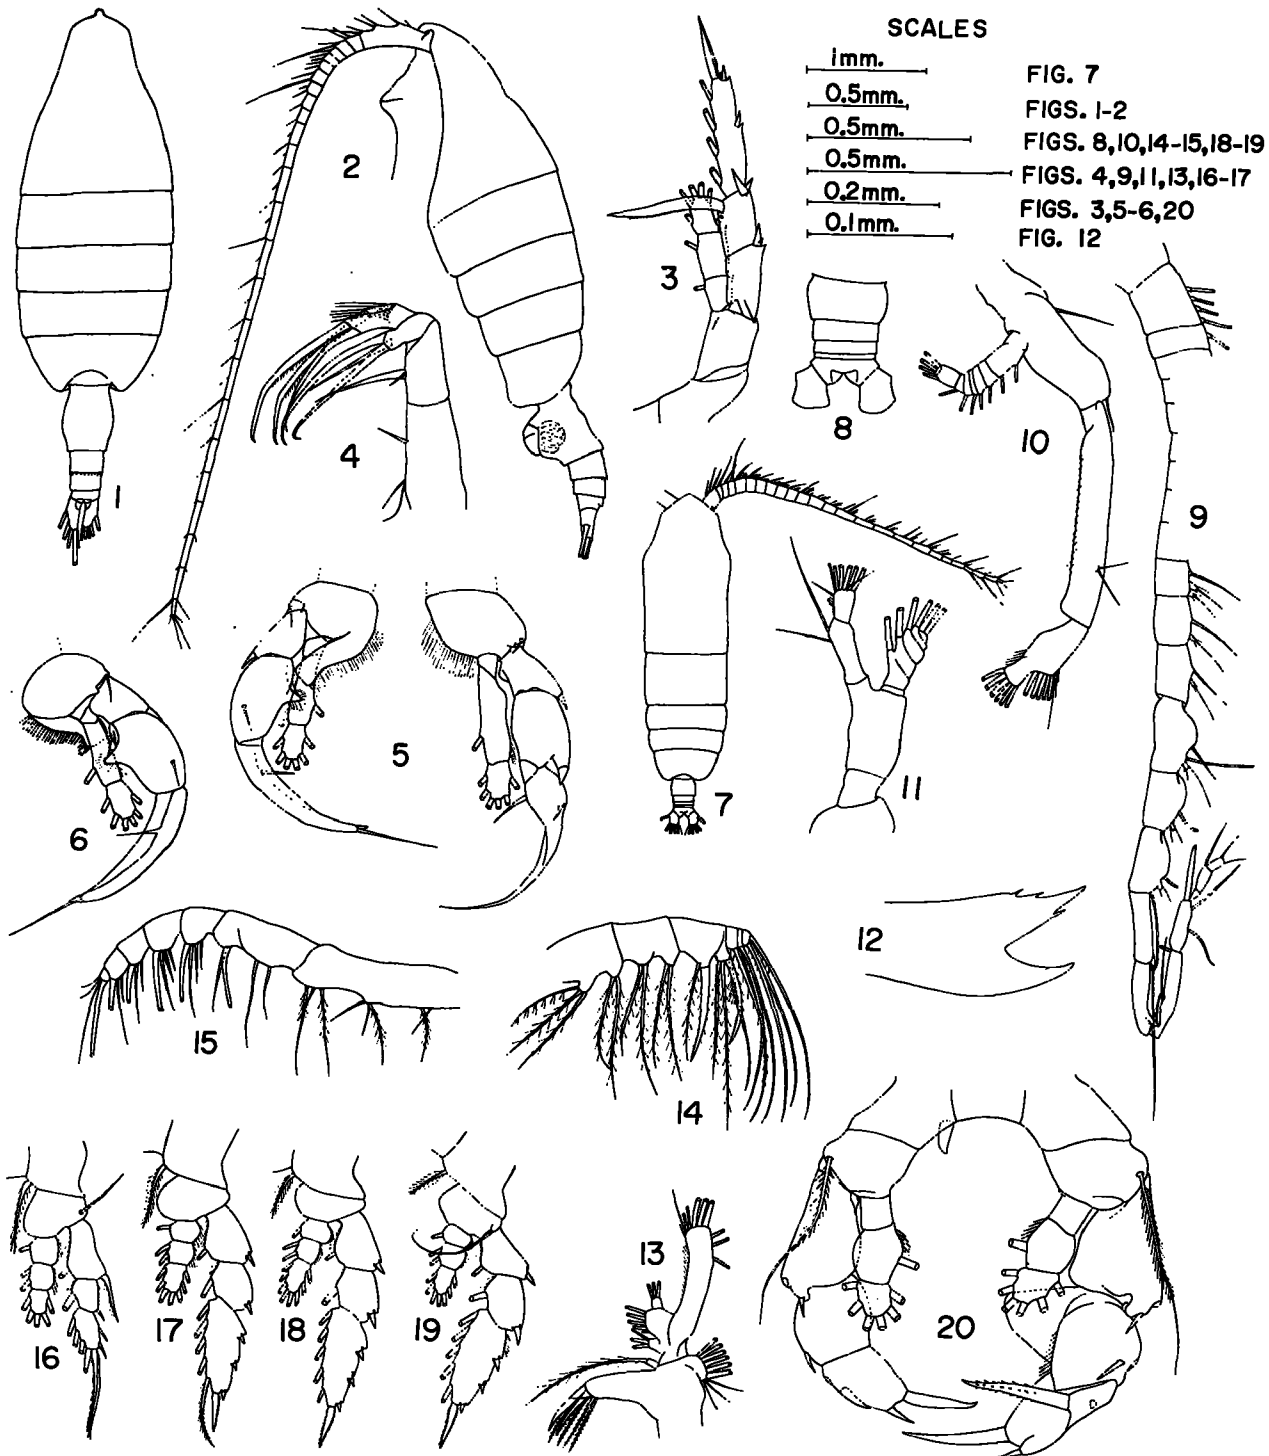 SCALES
1mm. FIG. 7
0.5mm. FIGS. 1-2
0.5mm. FIGS. 8,10,14-15,18-19
0.5mm. FIGS. 4,9,11,13,16-17
0.2mm. FIGS. 3,5-6,20
0.1mm. FIG. 12
1
2
3
4
5
6
7
8
9
10
11
12
13
14
15
16
17
18
19
20